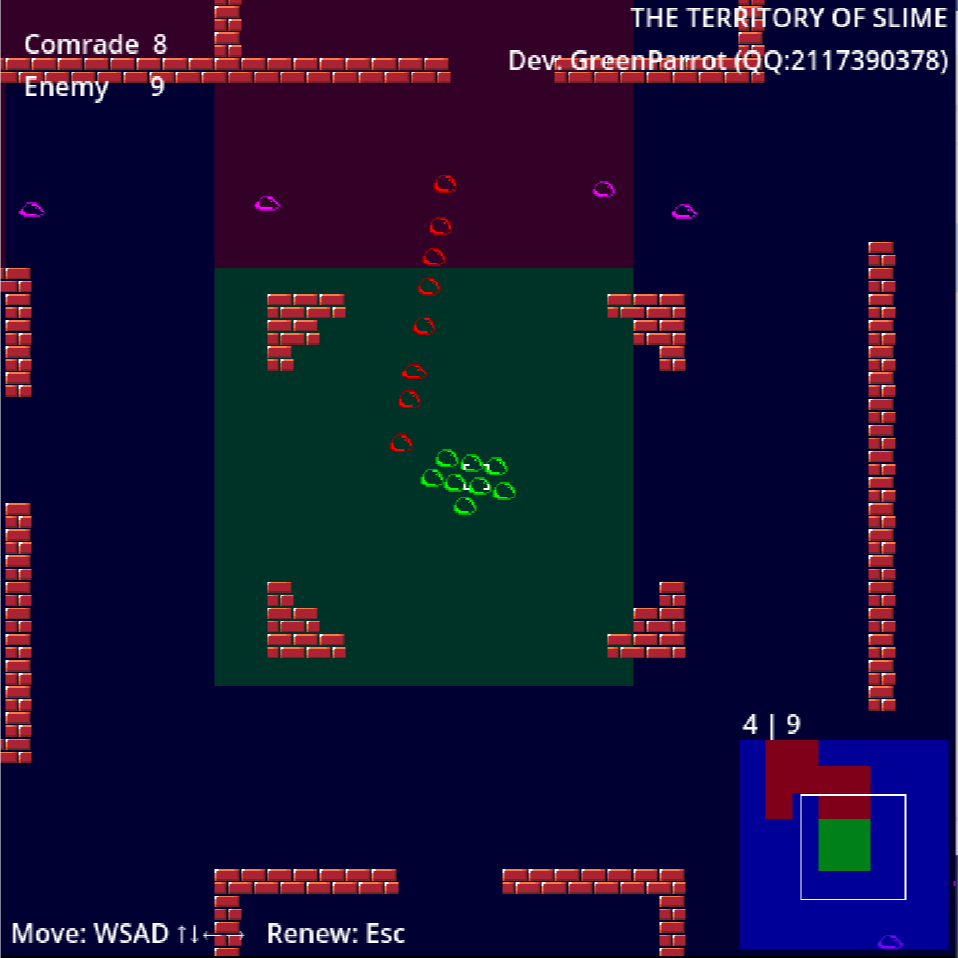 THE TERRITORY OF SLIME
Comrade 8
Dev: GreenParrot (QQ:2117390378)
Enemy 9
4 | 9
Move: WSAD ↑↓←→ Renew: Esc